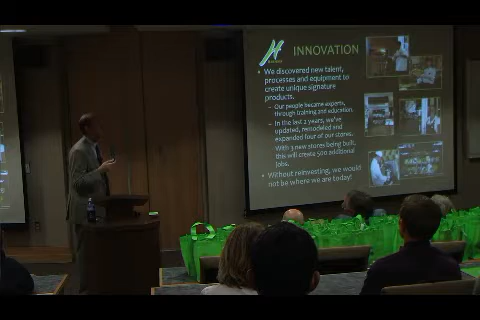 INNOVATION
• We discovered new talent,
processes and equipment to
create unique signature
products.
– Our people became experts,
through training and education.
– In the last 2 years, we've
updated, remodeled and
expanded four of our stores.
– With 3 new stores being built,
this will create 500 additional
jobs.
• Without reinvesting, we would
not be where we are today!